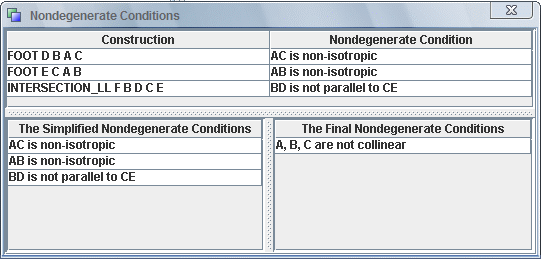 Nondegenerate Conditions
Construction Nondegenerate Condition
FOOT D B A C AC is non-isotropic
FOOT E C A B AB is non-isotropic
INTERSECTION_LL F B D C E BD is not parallel to CE
The Simplified Nondegenerate Conditions
AC is non-isotropic
AB is non-isotropic
BD is not parallel to CE
The Final Nondegenerate Conditions
A, B, C are not collinear